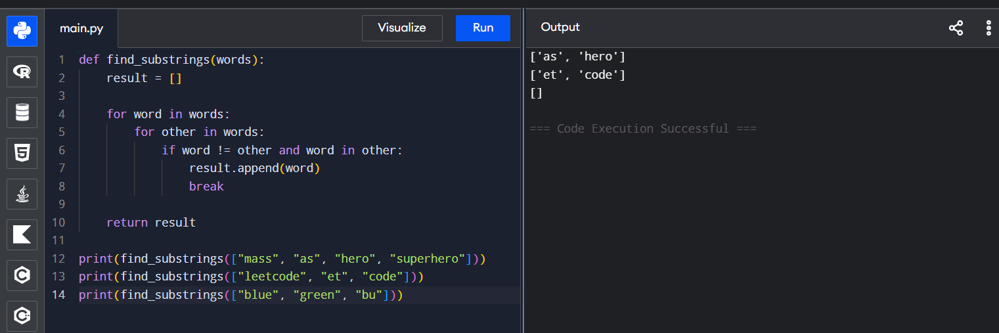 main.py
Visualize
Run
Output
1 def find_substrings(words):
2     result = []
3
4     for word in words:
5         for other in words:
6             if word != other and word in other:
7                 result.append(word)
8                 break
9
10     return result
11
12 print(find_substrings(["mass", "as", "hero", "superhero"]))
13 print(find_substrings(["leetcode", "et", "code"]))
14 print(find_substrings(["blue", "green", "bu"]))
['as', 'hero']
['et', 'code']
[]
=== Code Execution Successful ===